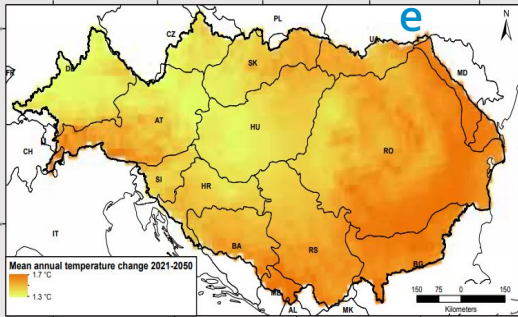 e
PL
CZ
UA
N
DE
SK
MD
FR
AT
HU
CH
RO
SI
HR
IT
BA
RS
Mean annual temperature change 2021-2050
1.7 °C
1.3 °C
BG
ME
AL
MK
150 75 0 150
Kilometers